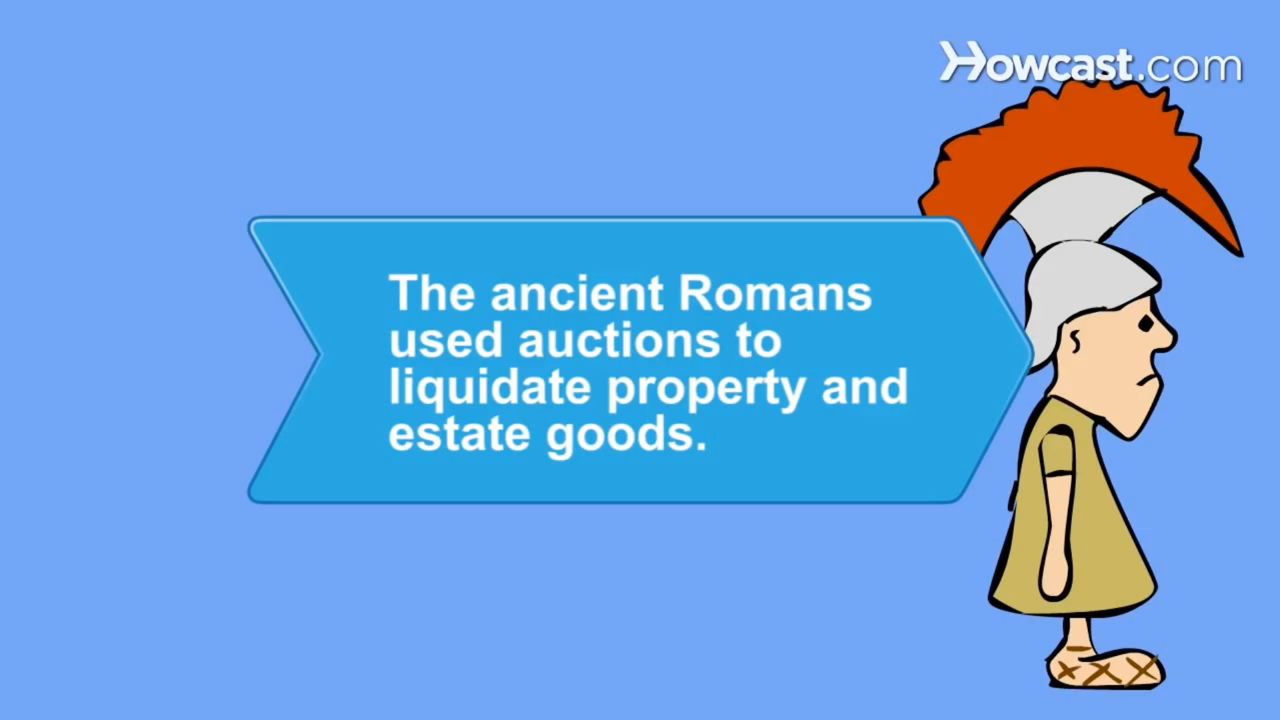 Howcast.com
The ancient Romans
used auctions to
liquidate property and
estate goods.